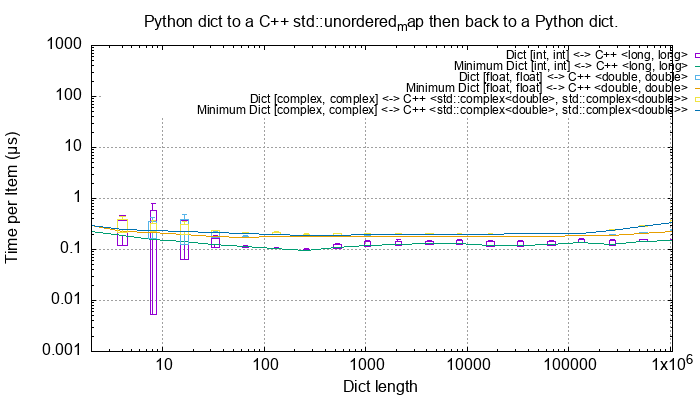 Python dict to a C++ std::unorderedmap then back to a Python dict.
1000
100
10
1
0.1
0.01
0.001
Time per Item (µs)
Dict [int, int] <-> C++ <long, long>
Minimum Dict [int, int] <-> C++ <long, long>
Dict [float, float] <-> C++ <double, double>
Minimum Dict [float, float] <-> C++ <double, double>
Dict [complex, complex] <-> C++ <std::complex<double>, std::complex<double>>
Minimum Dict [complex, complex] <-> C++ <std::complex<double>, std::complex<double>>
10
100
1000
10000
100000
1x10⁶
Dict length